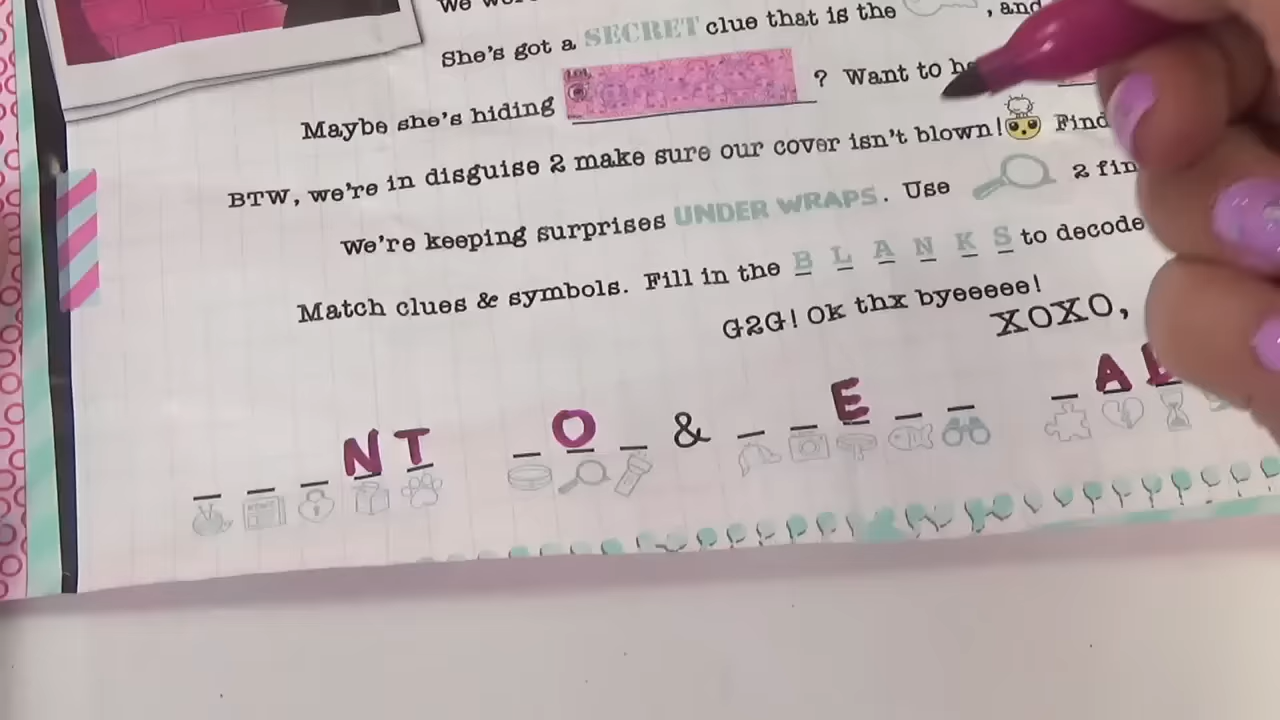 She's got a SECRET clue that is the , and
Maybe she's hiding ? Want to he
BTW, we're in disguise 2 make sure our cover isn't blown! Find
We're keeping surprises UNDER WRAPS. Use 2 fin
Match clues & symbols. Fill in the B L A N K S to decode
G2G! Ok thx byeeeee!
XOXO,
_ _ _ N T _ O _ & _ _ E _ _ _ A L